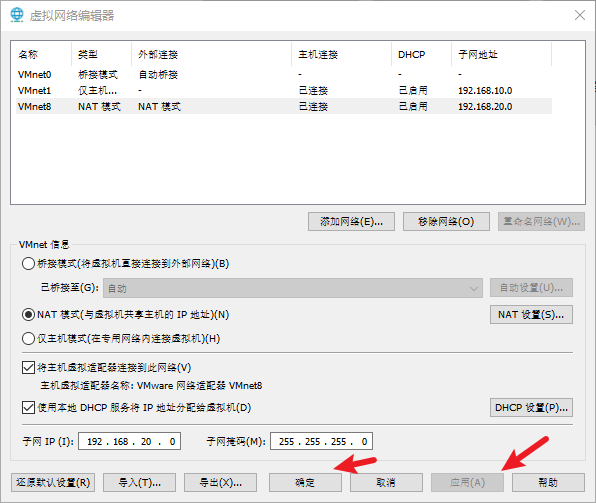 虚拟网络编辑器
名称 类型 外部连接 主机连接 DHCP 子网地址
VMnet0 桥接模式 自动桥接 - - -
VMnet1 仅主机... - 已连接 已启用 192.168.10.0
VMnet8 NAT 模式 NAT 模式 已连接 已启用 192.168.20.0
添加网络(E)... 移除网络(O) 重命名网络(W)...
VMnet 信息
桥接模式(将虚拟机直接连接到外部网络)(B)
已桥接至(G): 自动 自动设置(U)...
NAT 模式(与虚拟机共享主机的 IP 地址)(N) NAT 设置(S)...
仅主机模式(在专用网络内连接虚拟机)(H)
将主机虚拟适配器连接到此网络(V)
主机虚拟适配器名称: VMware 网络适配器 VMnet8
使用本地 DHCP 服务将 IP 地址分配给虚拟机(D) DHCP 设置(P)...
子网 IP (I): 192 . 168 . 20 . 0 子网掩码(M): 255 . 255 . 255 . 0
还原默认设置(R) 导入(T)... 导出(X)... 确定 取消 应用(A) 帮助